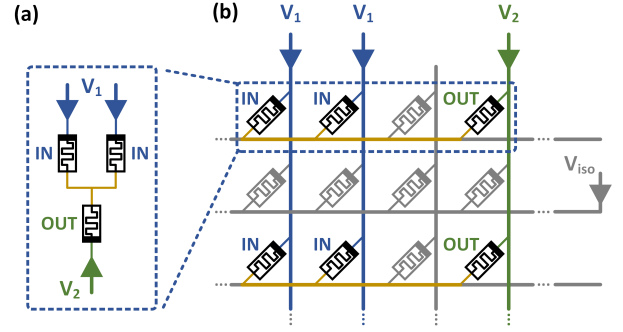 (a)
V1
IN IN
OUT
V2
(b)
V1 V1 V2
IN IN OUT
Viso
IN IN OUT